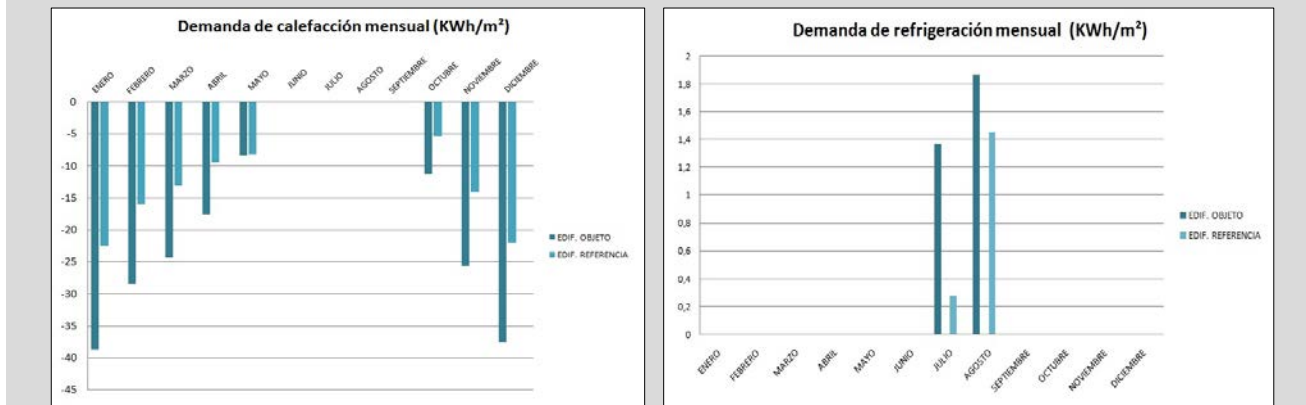 Demanda de calefacción mensual (KWh/m²)
ENERO
FEBRERO
MARZO
ABRIL
MAYO
JUNIO
JULIO
AGOSTO
SEPTIEMBRE
OCTUBRE
NOVIEMBRE
DICIEMBRE
0
-5
-10
-15
-20
-25
-30
-35
-40
-45
EDIF. OBJETO
EDIF. REFERENCIA
Demanda de refrigeración mensual (KWh/m²)
2
1,8
1,6
1,4
1,2
1
0,8
0,6
0,4
0,2
0
ENERO
FEBRERO
MARZO
ABRIL
MAYO
JUNIO
JULIO
AGOSTO
SEPTIEMBRE
OCTUBRE
NOVIEMBRE
DICIEMBRE
EDIF. OBJETO
EDIF. REFERENCIA